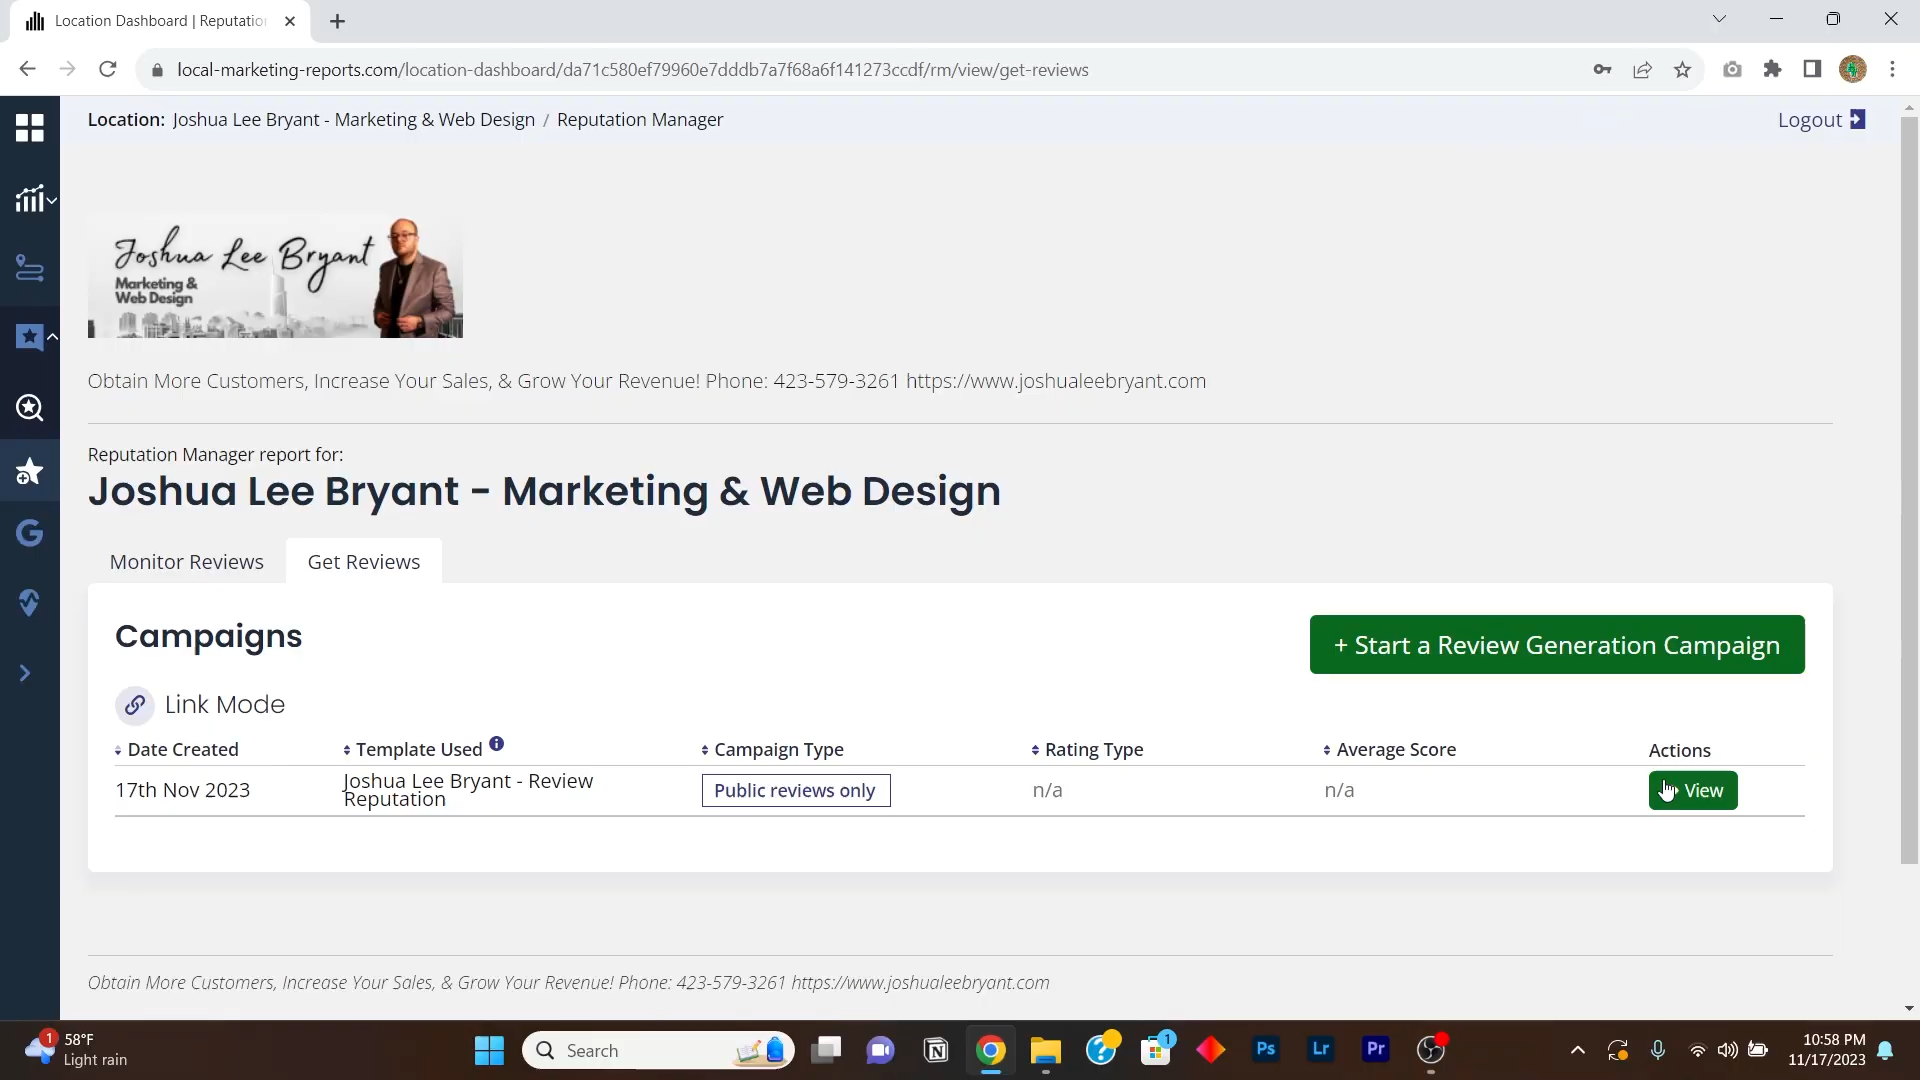 Location Dashboard | Reputatio
local-marketing-reports.com/location-dashboard/da71c580ef79960e7dddb7a7f68a6f141273ccdf/rm/view/get-reviews
Location: Joshua Lee Bryant - Marketing & Web Design / Reputation Manager
Logout
Joshua Lee Bryant
Marketing &
Web Design
Obtain More Customers, Increase Your Sales, & Grow Your Revenue! Phone: 423-579-3261 https://www.joshualeebryant.com
Reputation Manager report for:
Joshua Lee Bryant - Marketing & Web Design
Monitor Reviews
Get Reviews
Campaigns
+ Start a Review Generation Campaign
Link Mode
Date Created
Template Used
Campaign Type
Rating Type
Average Score
Actions
17th Nov 2023
Joshua Lee Bryant - Review
Reputation
Public reviews only
n/a
n/a
View
Obtain More Customers, Increase Your Sales, & Grow Your Revenue! Phone: 423-579-3261 https://www.joshualeebryant.com
1
58°F
Light rain
Search
1
Ps
Lr
Pr
10:58 PM
11/17/2023